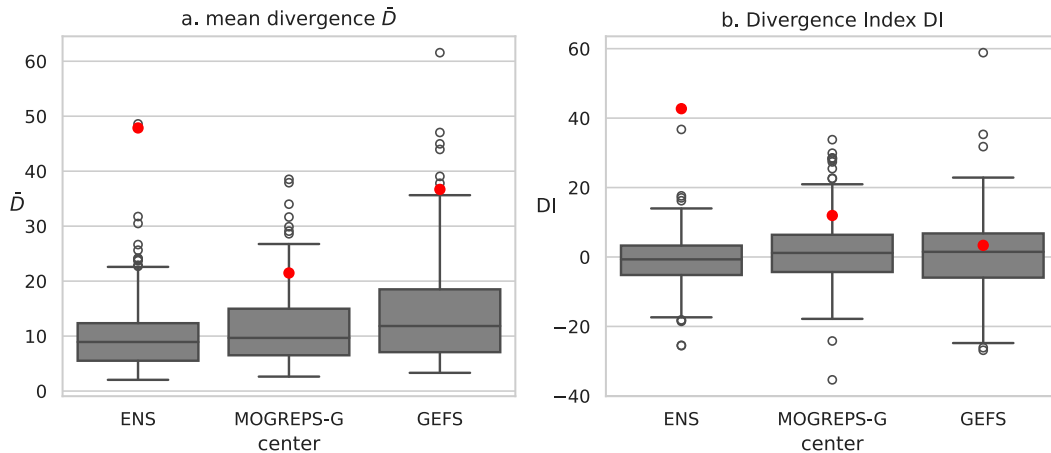 a. mean divergence D̄
60
50
40
30
20
10
0
D̄
ENS
MOGREPS-G
GEFS
center
b. Divergence Index DI
60
40
20
0
−20
−40
DI
ENS
MOGREPS-G
GEFS
center